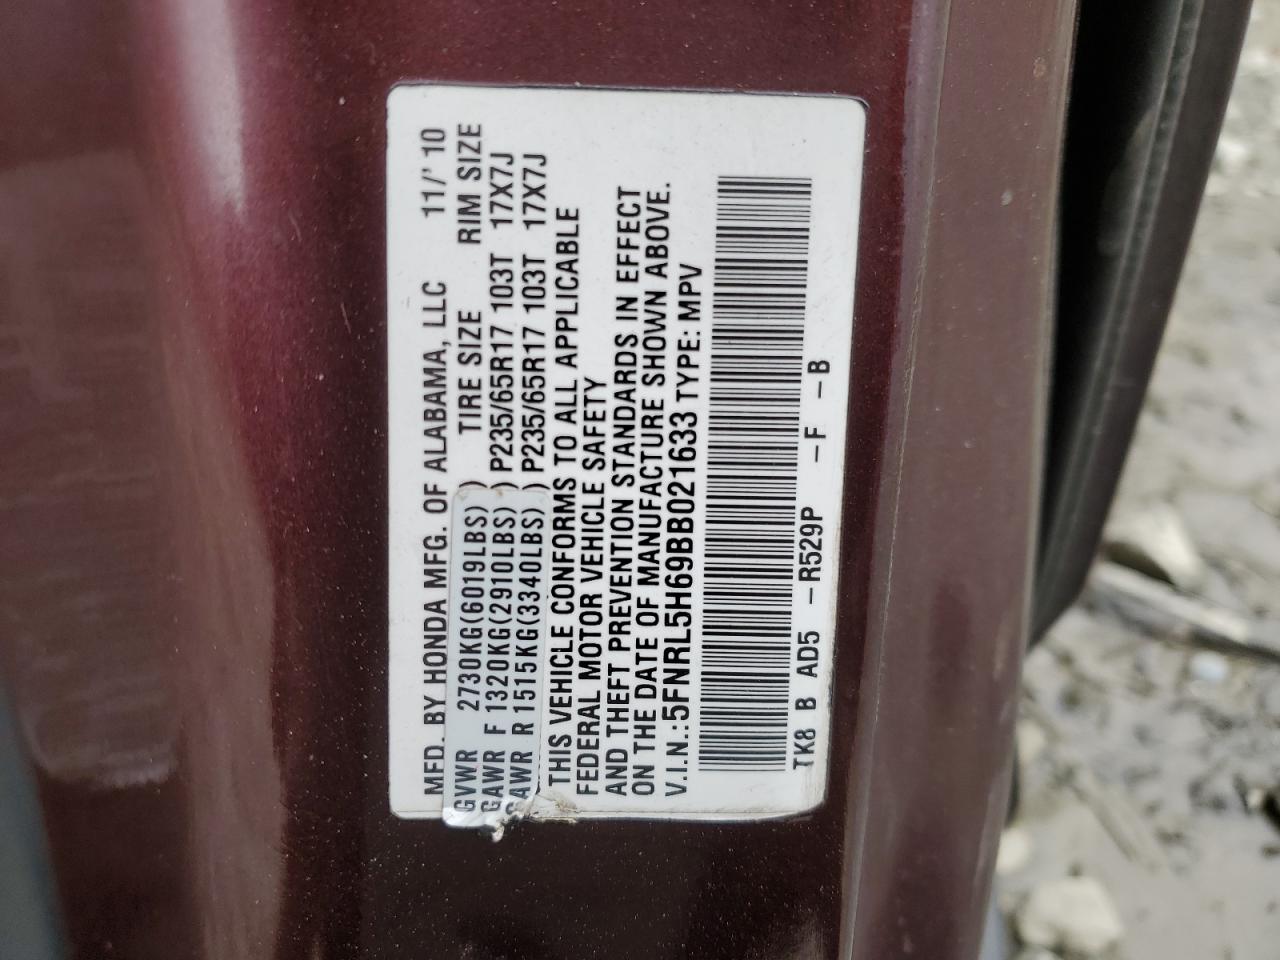 MFD. BY HONDA MFG. OF ALABAMA, LLC 11/'10
GVWR 2730KG(6019LBS) TIRE SIZE RIM SIZE
GAWR F 1320KG(2910LBS) P235/65R17 103T 17X7J
GAWR R 1515KG(3340LBS) P235/65R17 103T 17X7J
THIS VEHICLE CONFORMS TO ALL APPLICABLE
FEDERAL MOTOR VEHICLE SAFETY
AND THEFT PREVENTION STANDARDS IN EFFECT
ON THE DATE OF MANUFACTURE SHOWN ABOVE.
V.I.N.:5FNRL5H69BB021633 TYPE: MPV
TK8 B AD5 -R529P -F -B